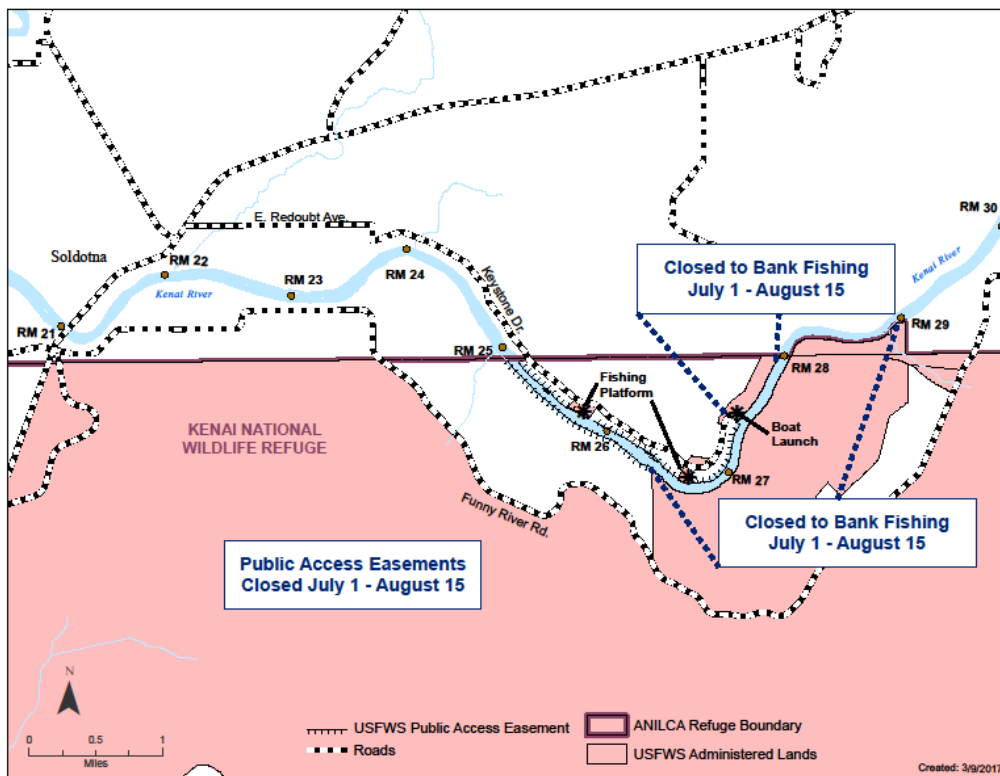 RM 30
E. Redoubt Ave.
Soldotna
RM 22
RM 24
Kenai River
RM 23
Keystone Dr.
Closed to Bank Fishing
July 1 - August 15
Kenai River
RM 21
RM 29
RM 25
RM 28
Fishing
Platform
KENAI NATIONAL
WILDLIFE REFUGE
RM 26
Boat
Launch
RM 27
Funny River Rd.
Closed to Bank Fishing
July 1 - August 15
Public Access Easements
Closed July 1 - August 15
N
0 0.5 1
Miles
USFWS Public Access Easement
Roads
ANILCA Refuge Boundary
USFWS Administered Lands
Created: 3/9/2017